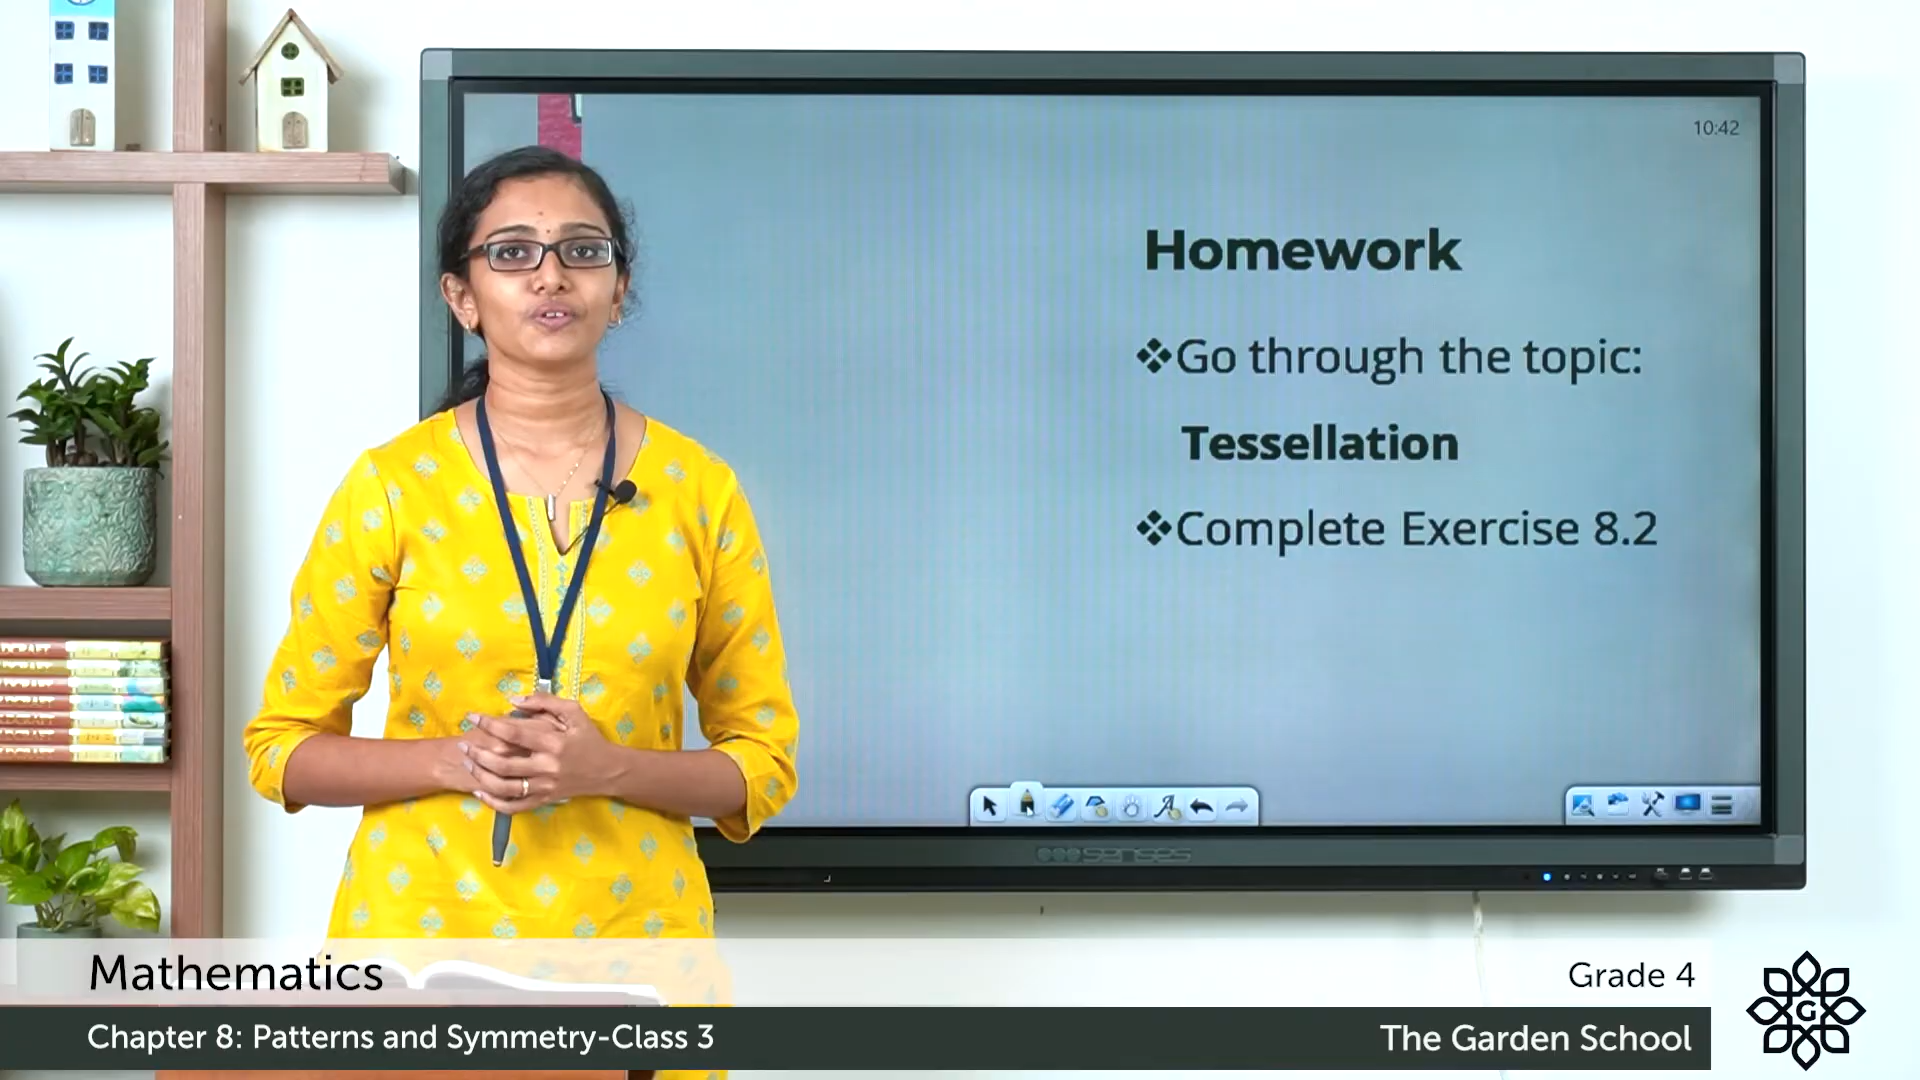 10:42
Homework
❖Go through the topic:
Tessellation
❖Complete Exercise 8.2
senses
Mathematics
Grade 4
Chapter 8: Patterns and Symmetry-Class 3
The Garden School
G